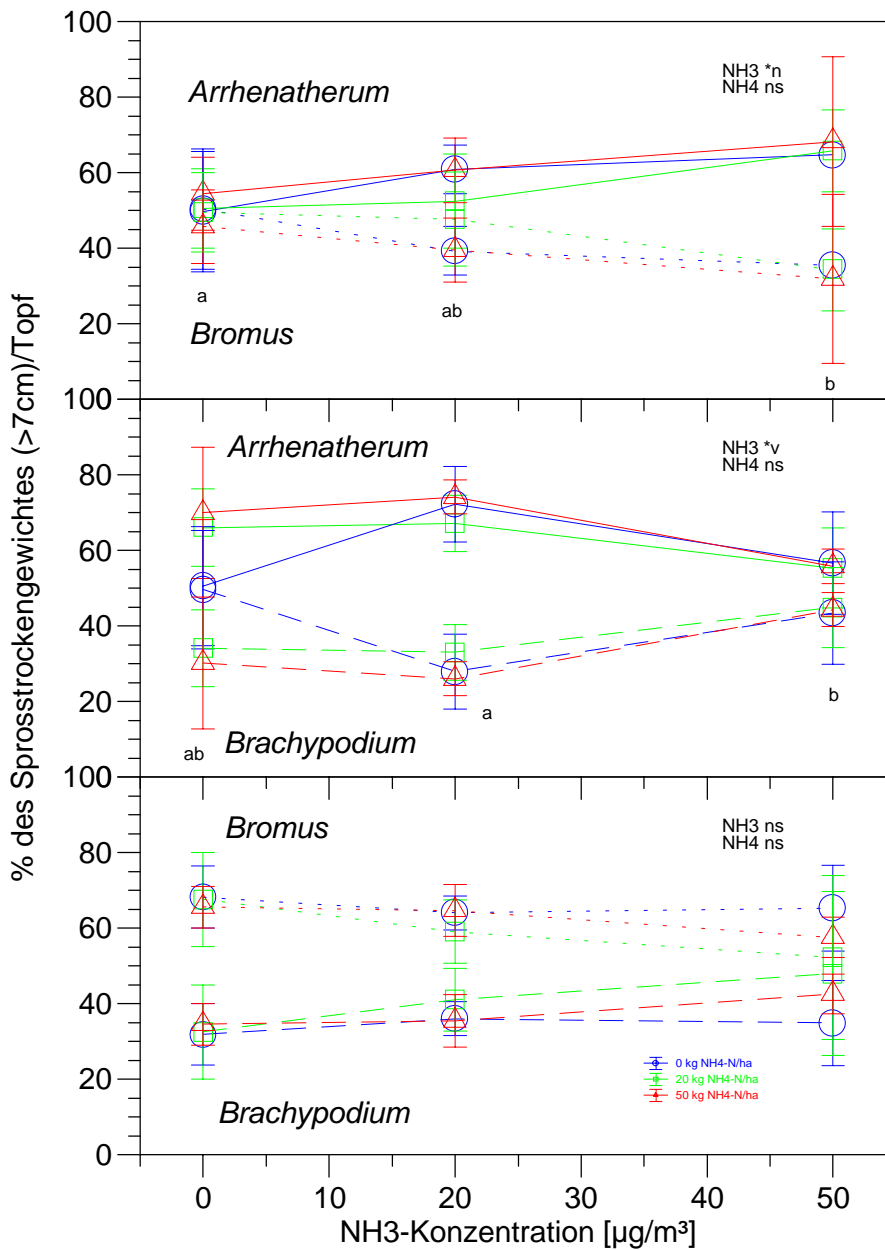 100
80
60
40
20
Arrhenatherum
NH3 *n
NH4 ns
a
ab
b
Bromus
% des Sprosstrockengewichtes (>7cm)/Topf
100
0
80
60
40
20
Arrhenatherum
NH3 *v
NH4 ns
ab
a
b
Brachypodium
100
0
80
60
40
20
0
Bromus
NH3 ns
NH4 ns
0 kg NH4-N/ha
20 kg NH4-N/ha
50 kg NH4-N/ha
Brachypodium
0 10 20 30 40 50
NH3-Konzentration [µg/m³]